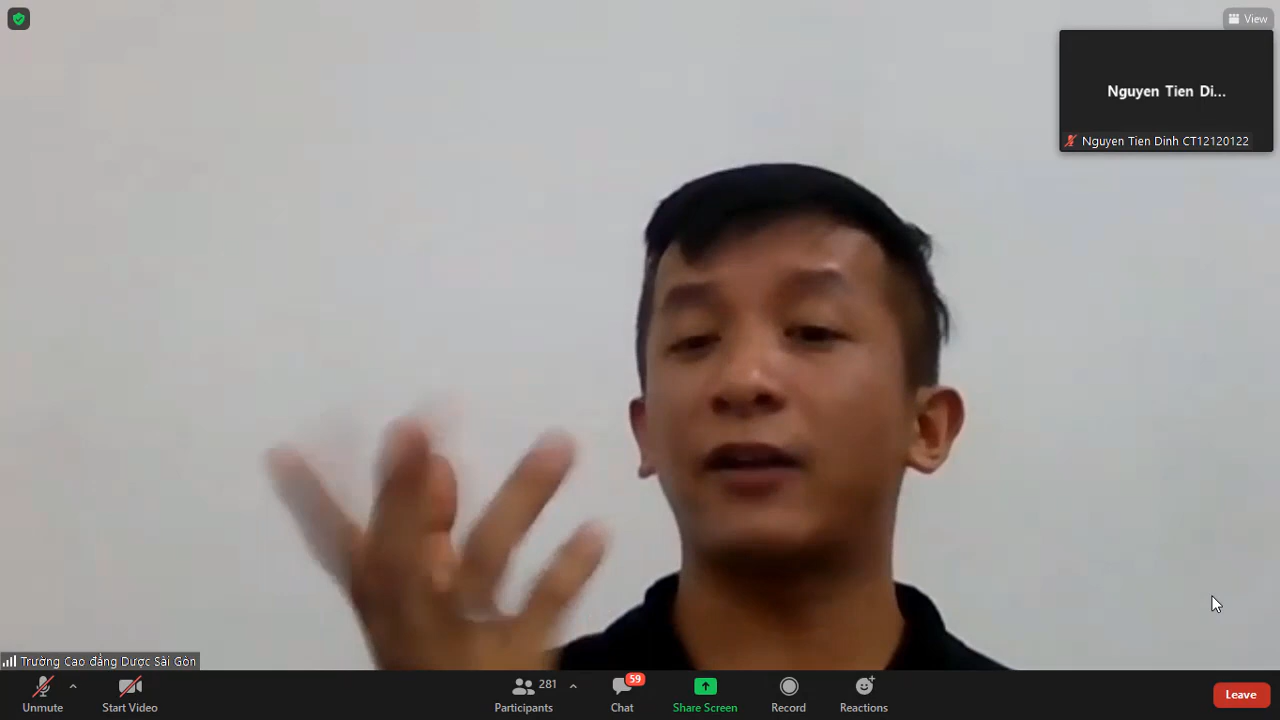 View
Nguyen Tien Di...
Nguyen Tien Dinh CT12120122
Trường Cao đẳng Dược Sài Gòn
Unmute
Start Video
281
Participants
59
Chat
Share Screen
Record
Reactions
Leave